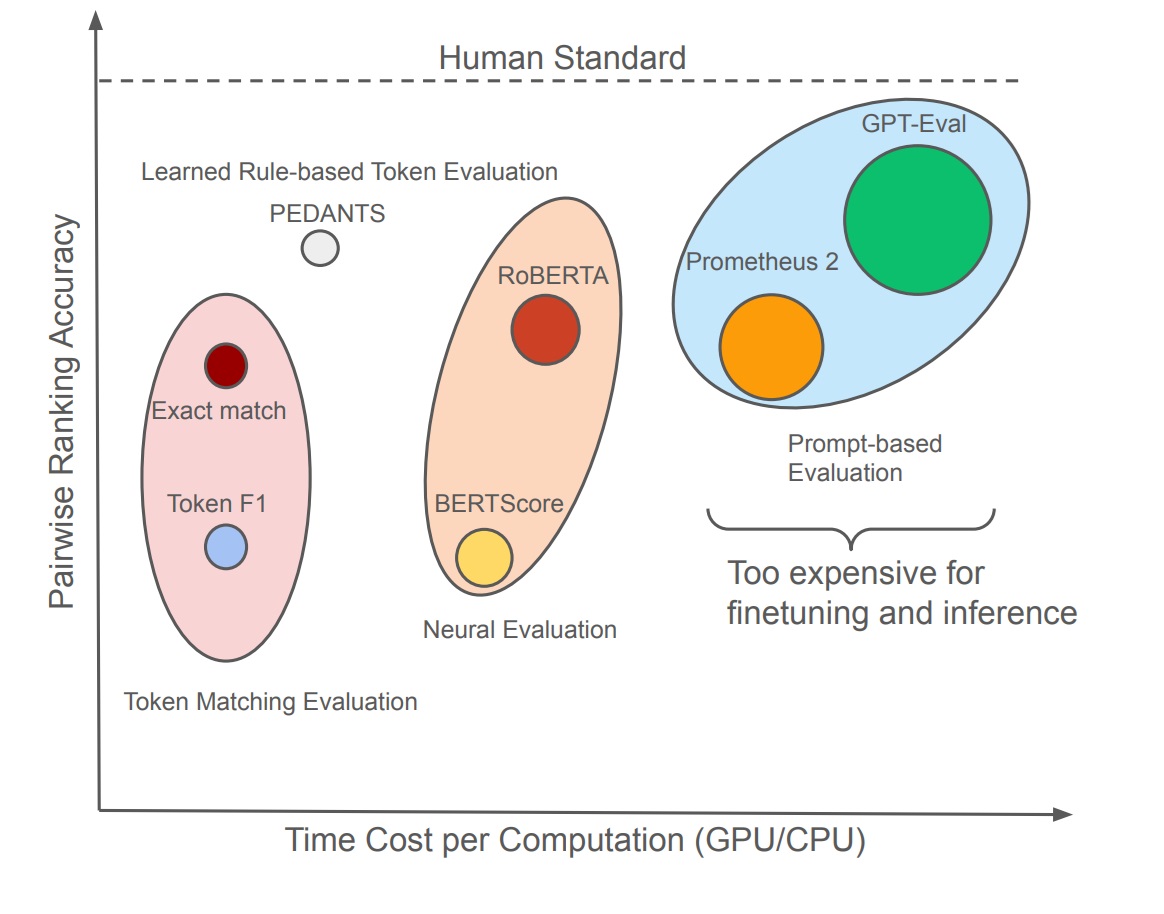 Human Standard
GPT-Eval
Learned Rule-based Token Evaluation
PEDANTS
Prometheus 2
RoBERTA
Exact match
Token F1
BERTScore
Prompt-based
Evaluation
Too expensive for
finetuning and inference
Neural Evaluation
Token Matching Evaluation
Pairwise Ranking Accuracy
Time Cost per Computation (GPU/CPU)